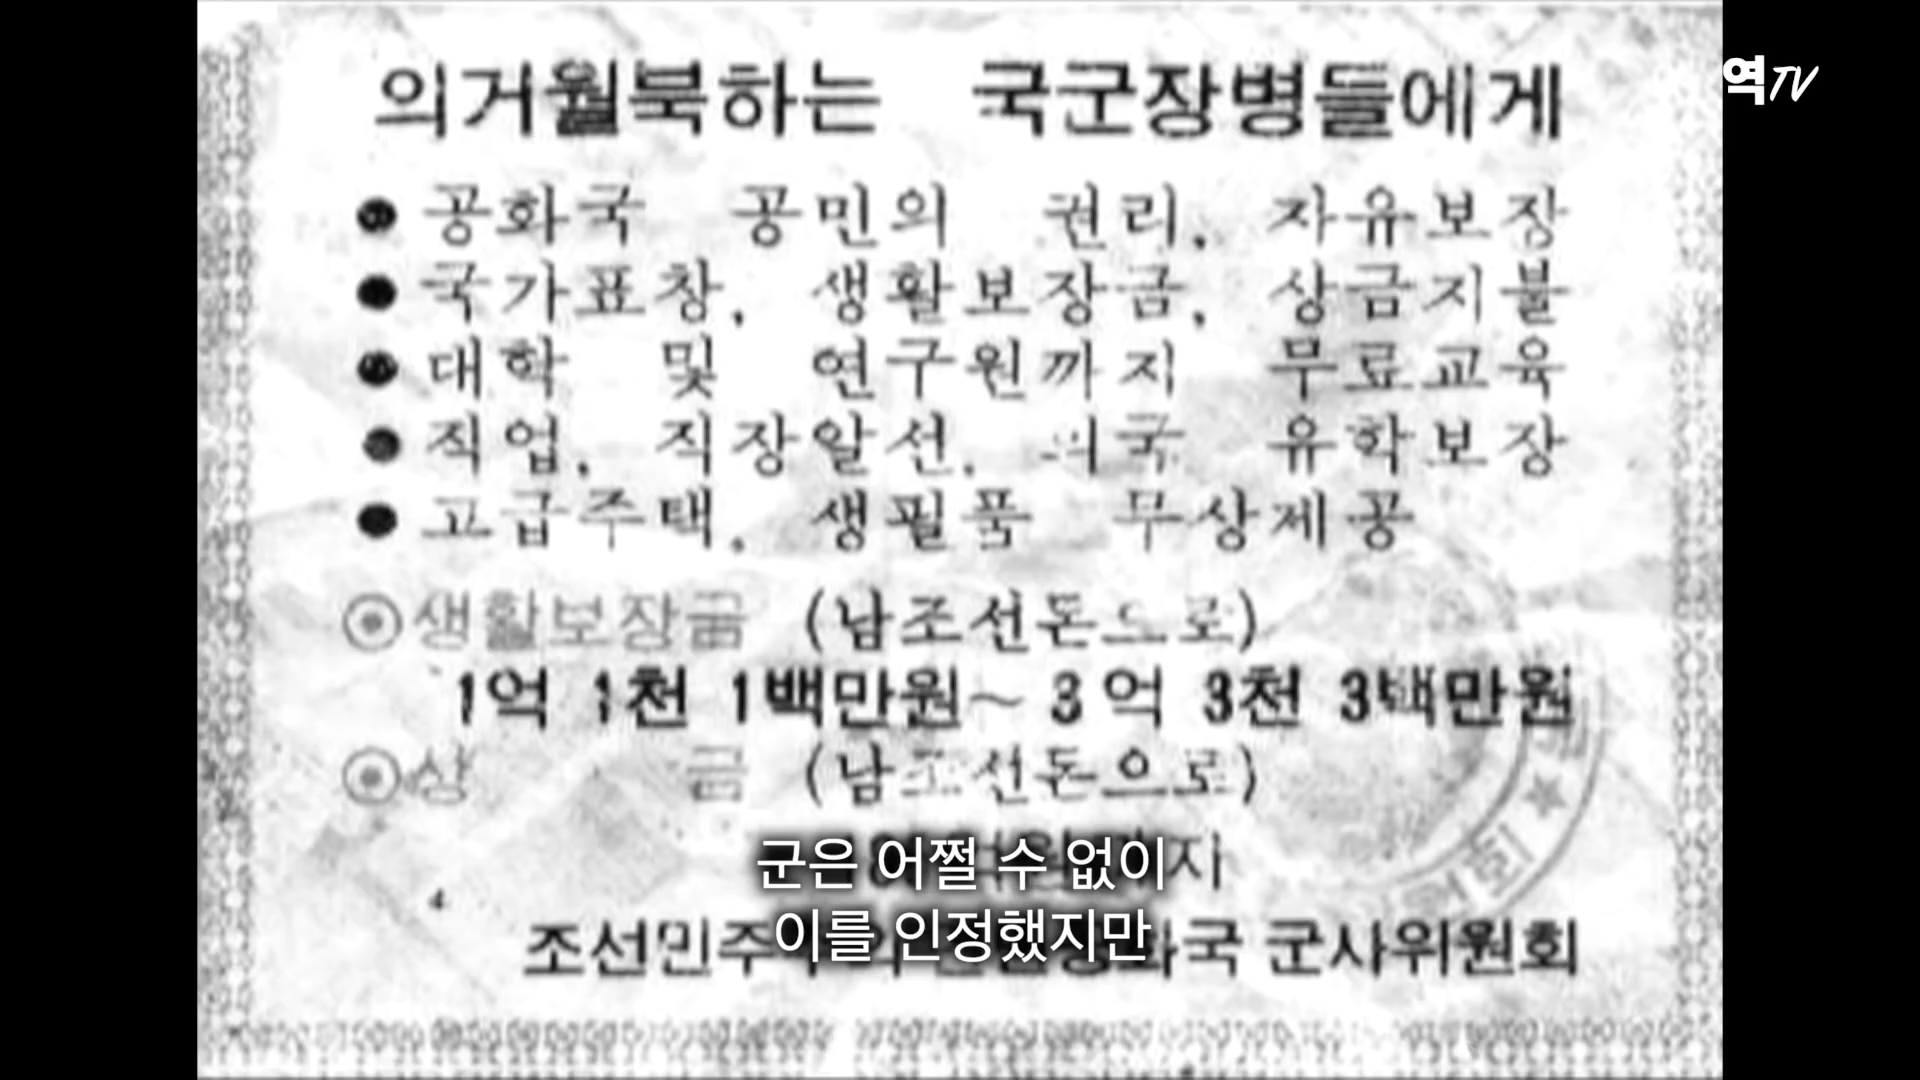 의거월북하는 국군장병들에게
역TV
● 공화국 공민의 권리, 자유보장
● 국가표창, 생활보장금, 상금지불
● 대학 및 연구원까지 무료교육
● 직업, 직장알선, 외국 유학보장
● 고급주택, 생필품 무상제공
◉ 생활보장금 (남조선돈으로)
1억 1천 1백만원~ 3억 3천 3백만원
◉ 상 금 (남조선돈으로)
군은 어쩔 수 없이
이를 인정했지만
4
군사위원회